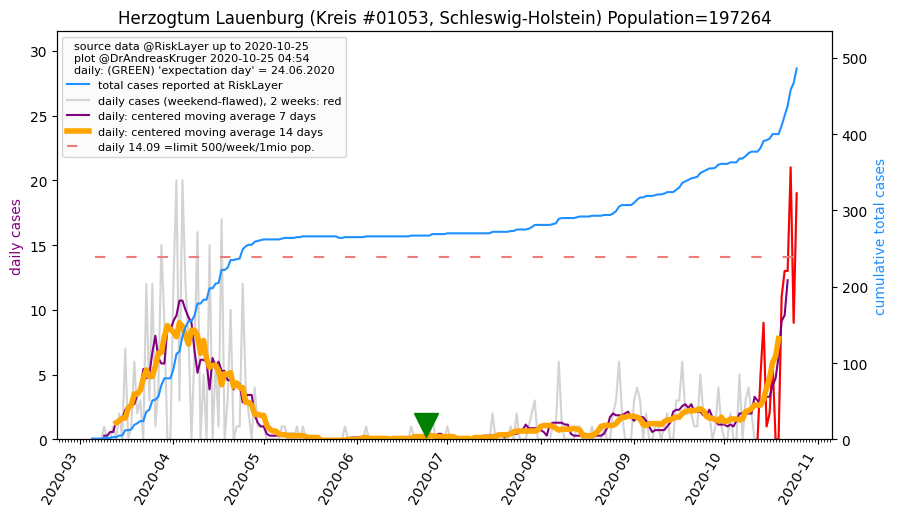 Herzogtum Lauenburg (Kreis #01053, Schleswig-Holstein) Population=197264
source data @RiskLayer up to 2020-10-25
plot @DrAndreasKruger 2020-10-25 04:54
daily: (GREEN) 'expectation day' = 24.06.2020
total cases reported at RiskLayer
daily cases (weekend-flawed), 2 weeks: red
daily: centered moving average 7 days
daily: centered moving average 14 days
daily 14.09 =limit 500/week/1mio pop.
daily cases
30
25
20
15
10
5
0
cumulative total cases
500
400
300
200
100
0
2020-03
2020-04
2020-05
2020-06
2020-07
2020-08
2020-09
2020-10
2020-11